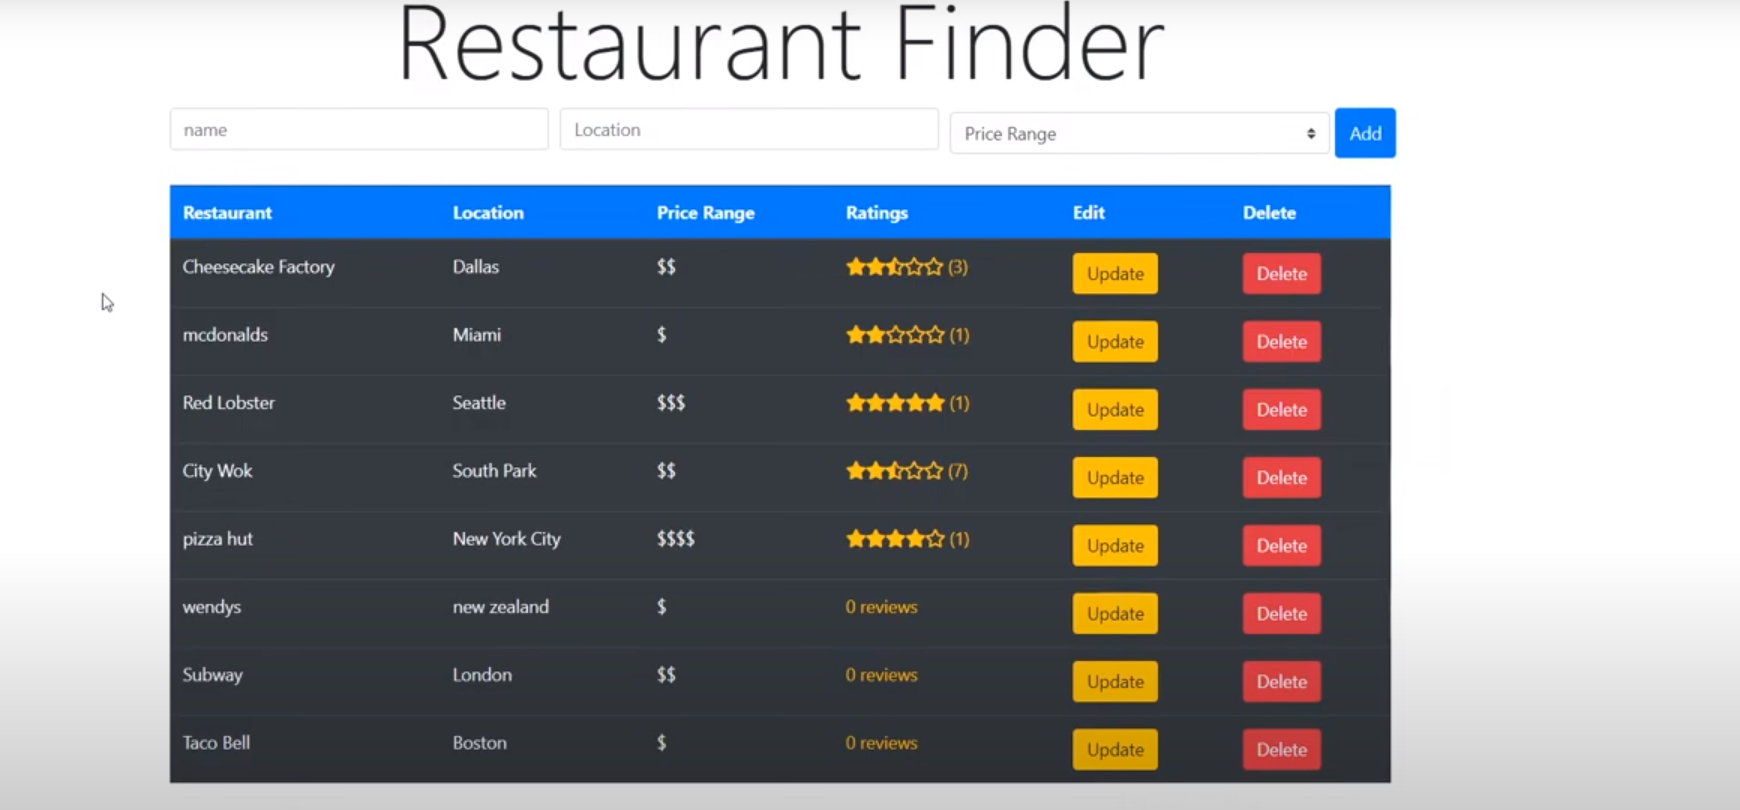 Restaurant Finder
name Location Price Range Add
Restaurant Location Price Range Ratings Edit Delete
Cheesecake Factory Dallas $$ (3) Update Delete
mcdonalds Miami $ (1) Update Delete
Red Lobster Seattle $$$ (1) Update Delete
City Wok South Park $$ (7) Update Delete
pizza hut New York City $$$$ (1) Update Delete
wendys new zealand $ 0 reviews Update Delete
Subway London $$ 0 reviews Update Delete
Taco Bell Boston $ 0 reviews Update Delete